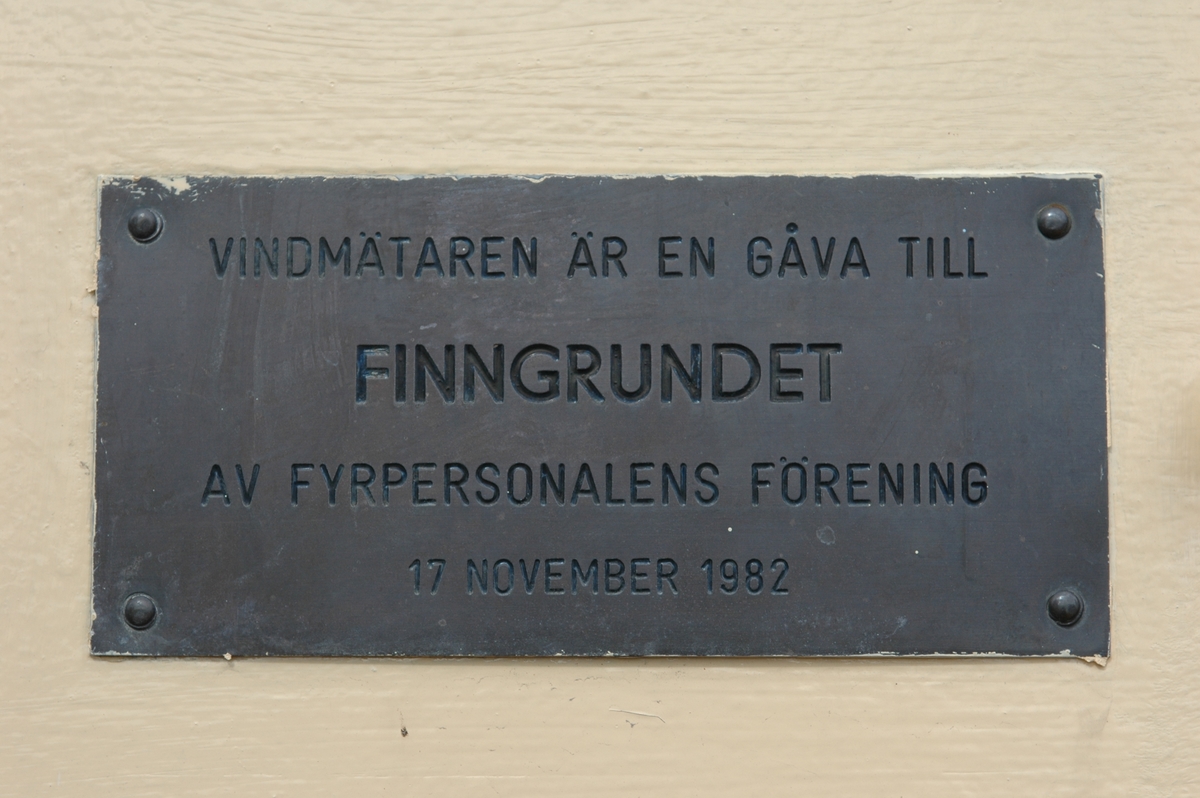 VINDMÄTAREN ÄR EN GÅVA TILL
FINNGRUNDET
AV FYRPERSONALENS FÖRENING
17 NOVEMBER 1982